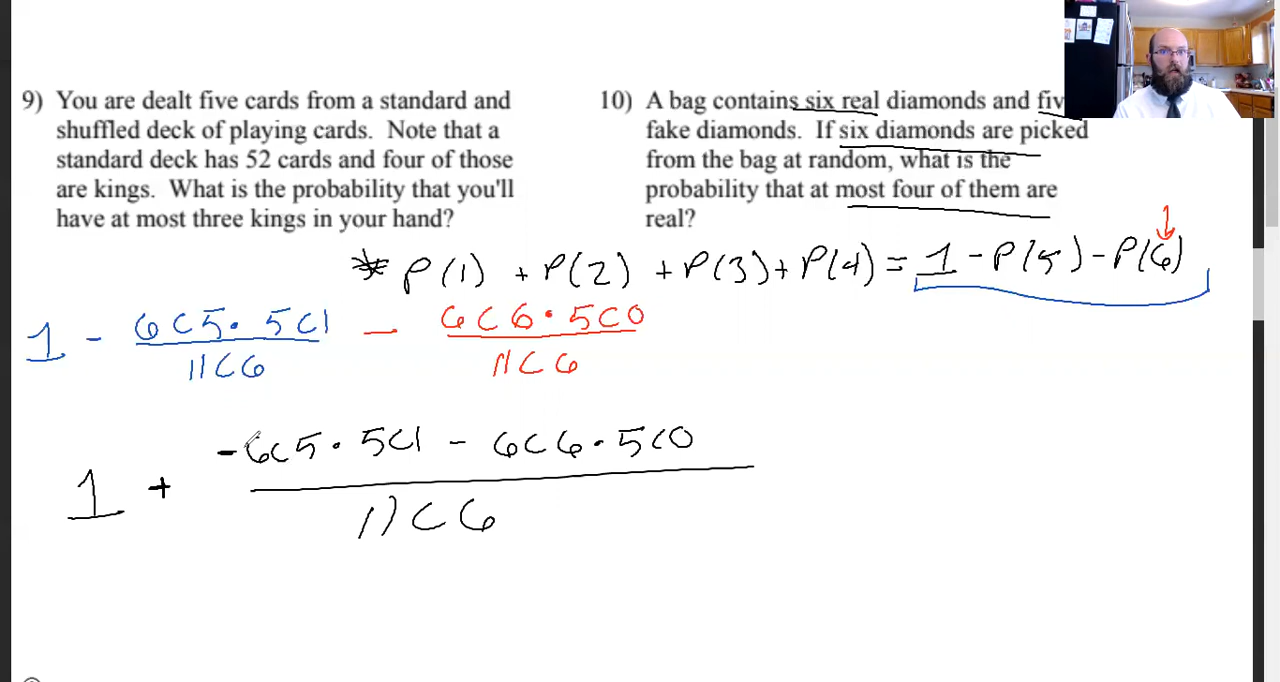 9) You are dealt five cards from a standard and
shuffled deck of playing cards. Note that a
standard deck has 52 cards and four of those
are kings. What is the probability that you'll
have at most three kings in your hand?
10) A bag contains six real diamonds and fiv
fake diamonds. If six diamonds are picked
from the bag at random, what is the
probability that at most four of them are
real?
* P(1) + P(2) + P(3) + P(4) = 1 - P(5) - P(6)
1 - 6C5 · 5C1 / 11C6 - 6C6 · 5C0 / 11C6
1 + -6C5 · 5C1 - 6C6 · 5C0 / 11C6